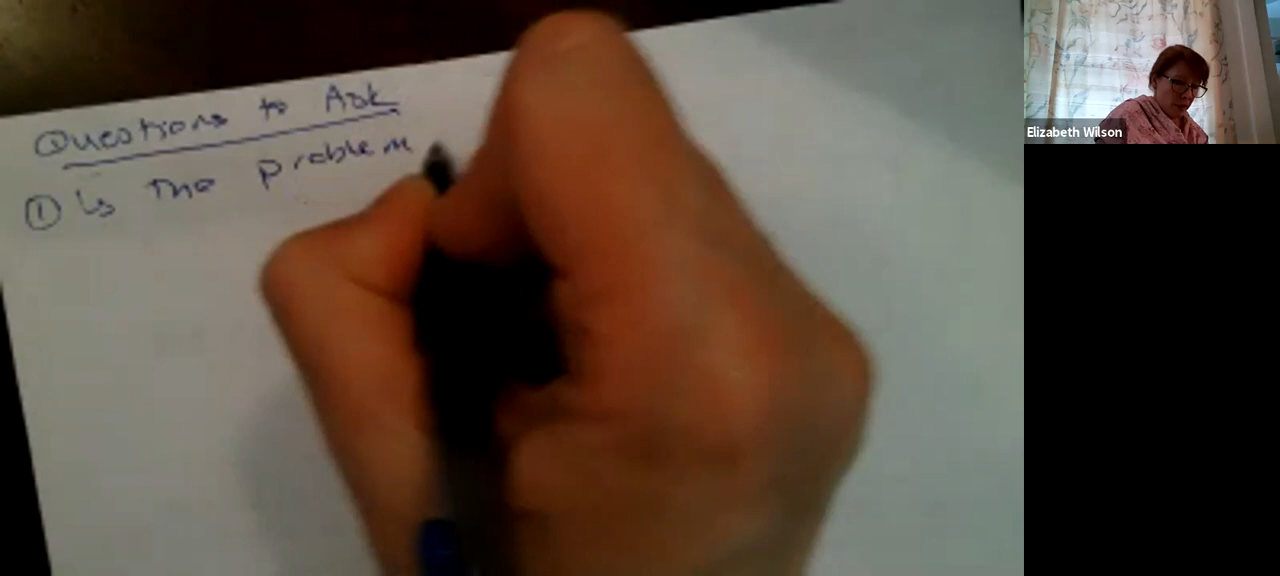 Questions to Ask
① Is the problem
Elizabeth Wilson